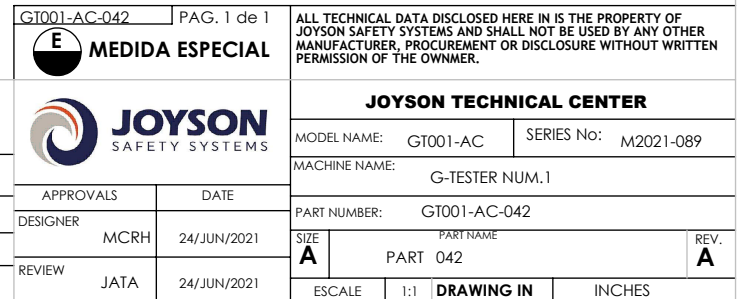 GT001-AC-042 PAG. 1 de 1
E MEDIDA ESPECIAL
ALL TECHNICAL DATA DISCLOSED HERE IN IS THE PROPERTY OF
JOYSON SAFETY SYSTEMS AND SHALL NOT BE USED BY ANY OTHER
MANUFACTURER, PROCUREMENT OR DISCLOSURE WITHOUT WRITTEN
PERMISSION OF THE OWNMER.
JOYSON
SAFETY SYSTEMS
JOYSON TECHNICAL CENTER
MODEL NAME: GT001-AC SERIES No: M2021-089
MACHINE NAME:
G-TESTER NUM.1
APPROVALS DATE
PART NUMBER: GT001-AC-042
DESIGNER
MCRH 24/JUN/2021
SIZE PART NAME REV.
A PART 042 A
REVIEW
JATA 24/JUN/2021
ESCALE 1:1 DRAWING IN INCHES